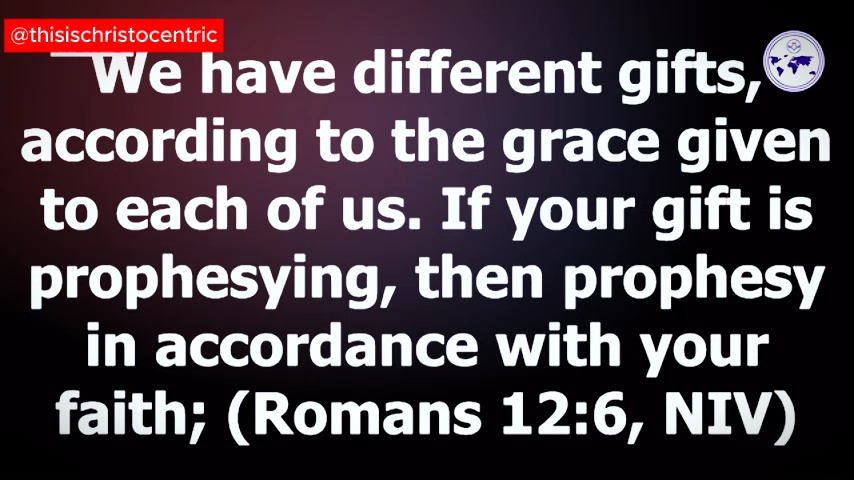 @thisischristocentric
We have different gifts,
according to the grace given
to each of us. If your gift is
prophesying, then prophesy
in accordance with your
faith; (Romans 12:6, NIV)